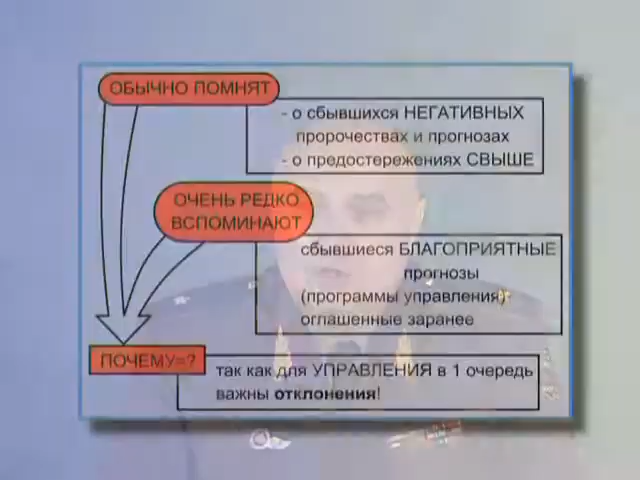 ОБЫЧНО ПОМНЯТ
- о сбывшихся НЕГАТИВНЫХ
пророчествах и прогнозах
- о предостережениях СВЫШЕ
ОЧЕНЬ РЕДКО
ВСПОМИНАЮТ
сбывшиеся БЛАГОПРИЯТНЫЕ
прогнозы
(программы управления)
оглашенные заранее
ПОЧЕМУ=?
так как для УПРАВЛЕНИЯ в 1 очередь
важны отклонения!